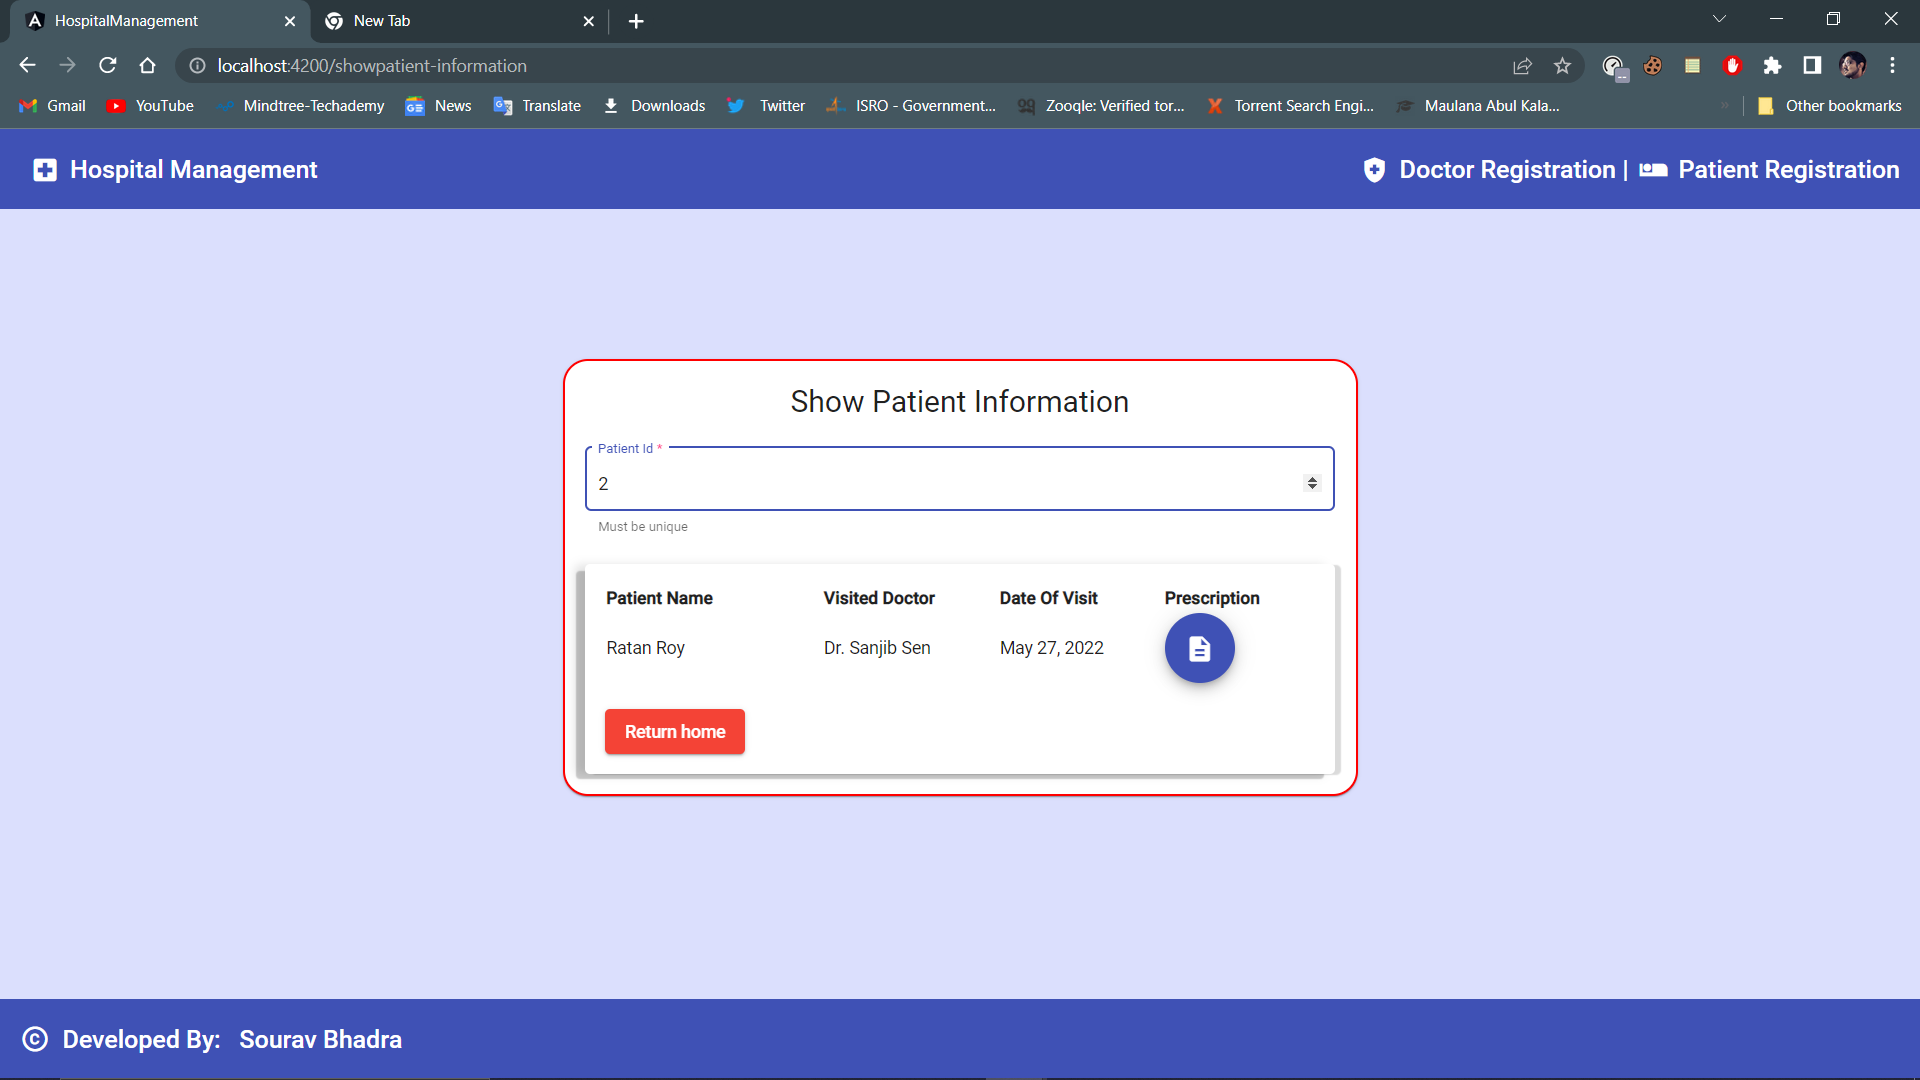 HospitalManagement
New Tab
localhost:4200/showpatient-information
Gmail YouTube Mindtree-Techademy News Translate Downloads Twitter ISRO - Government... Zooqle: Verified tor... Torrent Search Engi... Maulana Abul Kala... Other bookmarks
Hospital Management
Doctor Registration | Patient Registration
Show Patient Information
Patient Id *
2
Must be unique
Patient Name Visited Doctor Date Of Visit Prescription
Ratan Roy Dr. Sanjib Sen May 27, 2022
Return home
© Developed By: Sourav Bhadra